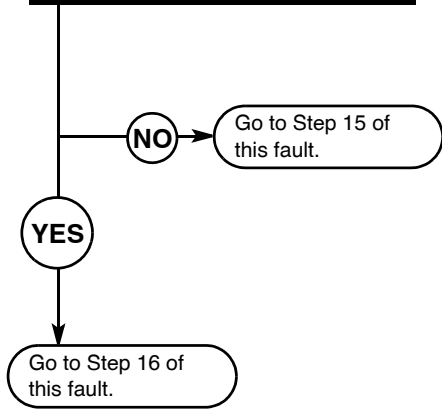 NO
Go to Step 15 of
this fault.
YES
Go to Step 16 of
this fault.